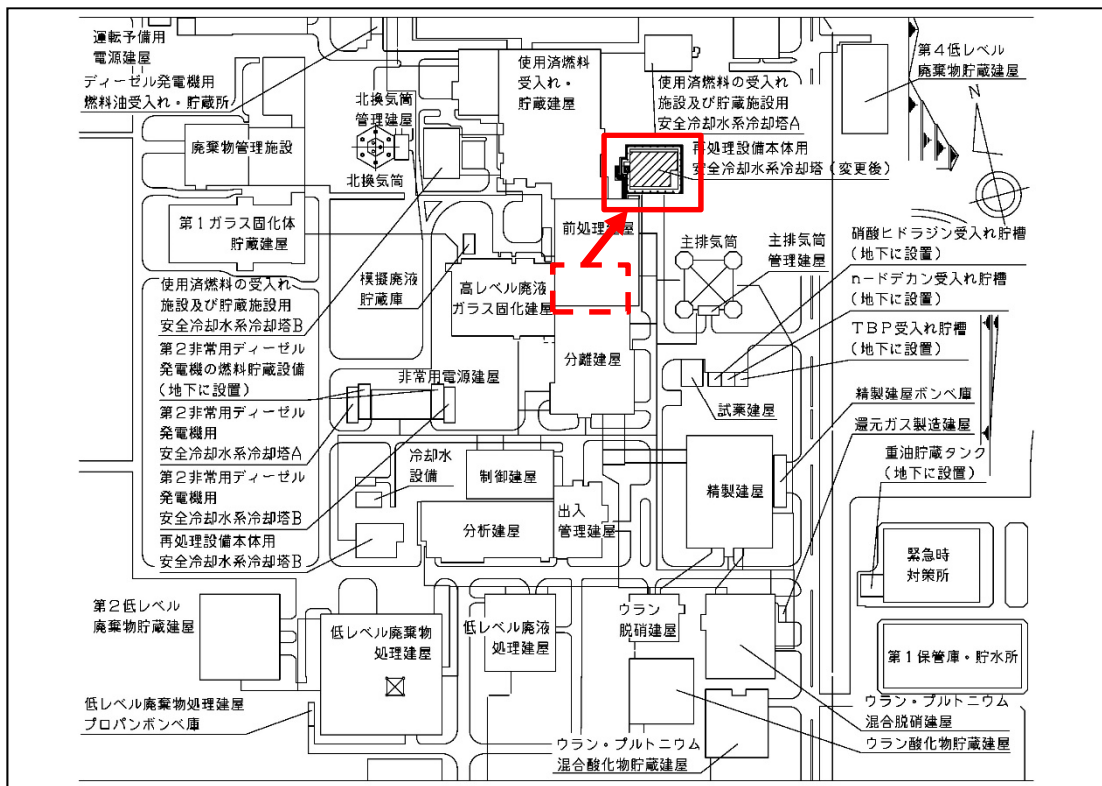 運転予備用
電源建屋
ディーゼル発電機用
燃料油受入れ・貯蔵所
北換気筒
管理建屋
使用済燃料
受入れ・
貯蔵建屋
使用済燃料の受入れ
施設及び貯蔵施設用
安全冷却水系冷却塔A
第4低レベル
廃棄物貯蔵建屋
N
廃棄物管理施設
北換気筒
再処理設備本体用
安全冷却水系冷却塔(変更後)
第1ガラス固化体
貯蔵建屋
前処理建屋
主排気筒
主排気筒
管理建屋
硝酸ヒドラジン受入れ貯槽
(地下に設置)
n-ドデカン受入れ貯槽
(地下に設置)
TBP受入れ貯槽
(地下に設置)
模擬廃液
貯蔵庫
高レベル廃液
ガラス固化建屋
使用済燃料の受入れ
施設及び貯蔵施設用
安全冷却水系冷却塔B
第2非常用ディーゼル
発電機の燃料貯蔵設備
(地下に設置)
非常用電源建屋
分離建屋
試薬建屋
精製建屋ボンベ庫
還元ガス製造建屋
重油貯蔵タンク
(地下に設置)
第2非常用ディーゼル
発電機用
安全冷却水系冷却塔A
第2非常用ディーゼル
発電機用
安全冷却水系冷却塔B
冷却水
設備
制御建屋
精製建屋
再処理設備本体用
安全冷却水系冷却塔B
分析建屋
出入
管理建屋
緊急時
対策所
第2低レベル
廃棄物貯蔵建屋
低レベル廃棄物
処理建屋
低レベル廃液
処理建屋
ウラン
脱硝建屋
第1保管庫・貯水所
低レベル廃棄物処理建屋
プロパンボンベ庫
ウラン・プルトニウム
混合脱硝建屋
ウラン酸化物貯蔵建屋
ウラン・プルトニウム
混合酸化物貯蔵建屋